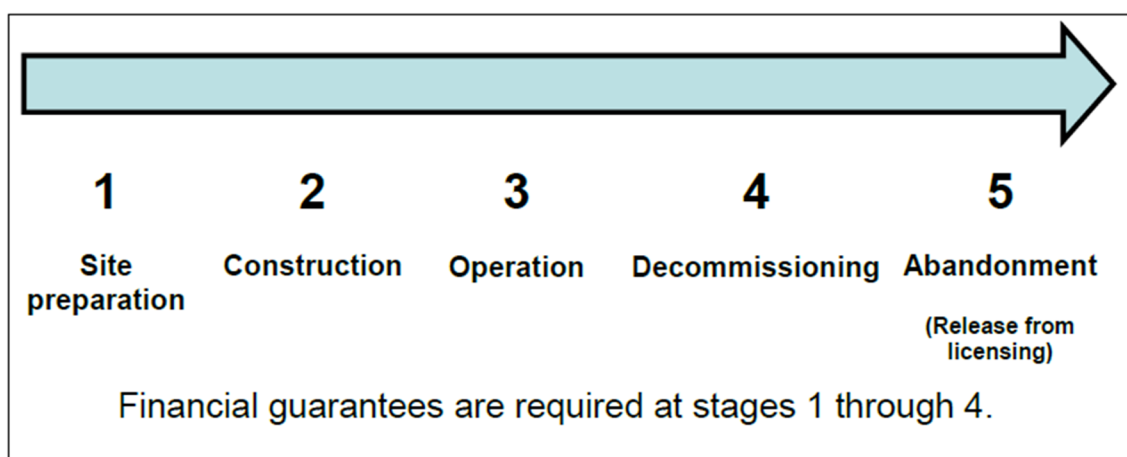 1 2 3 4 5
Site Construction Operation Decommissioning Abandonment
preparation
(Release from
licensing)
Financial guarantees are required at stages 1 through 4.